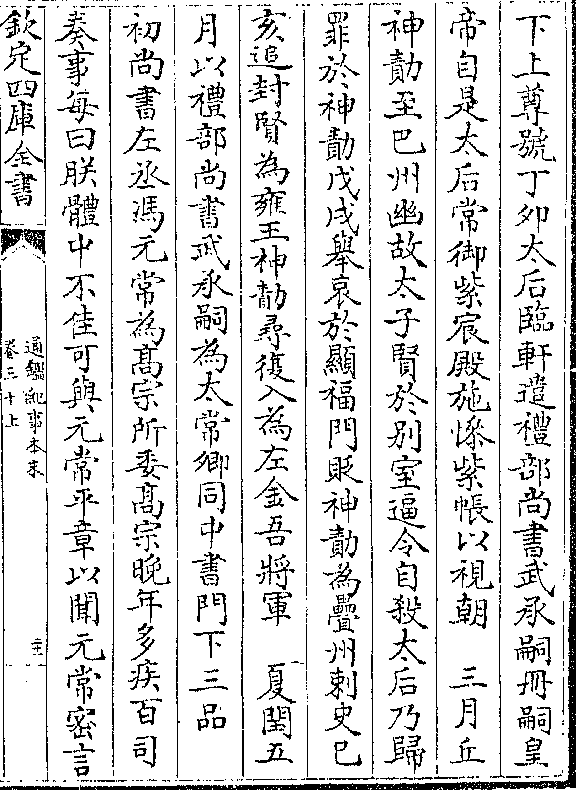 下上尊號丁夘太后臨軒遣禮部尚書武承嗣冊嗣皇
帝自是太后常御紫宸殿施慘紫帳以視朝　三月丘
神勣至巴州幽故太子賢於别室逼令自殺太后乃歸
罪於神勣戊戌舉哀於顯福門貶神勣為疊州刺史己
亥追封賢為雍王神勣尋復入為左金吾將軍　夏閏五
月以禮部尚書武承嗣為太常卿同中書門下三品
初尚書左丞馮元常為髙宗所委髙宗晚年多疾百司
奏事每曰朕體中不佳可與元常平章以聞元常密言
欽定四庫全書
通鑑紀事本末
卷三十上